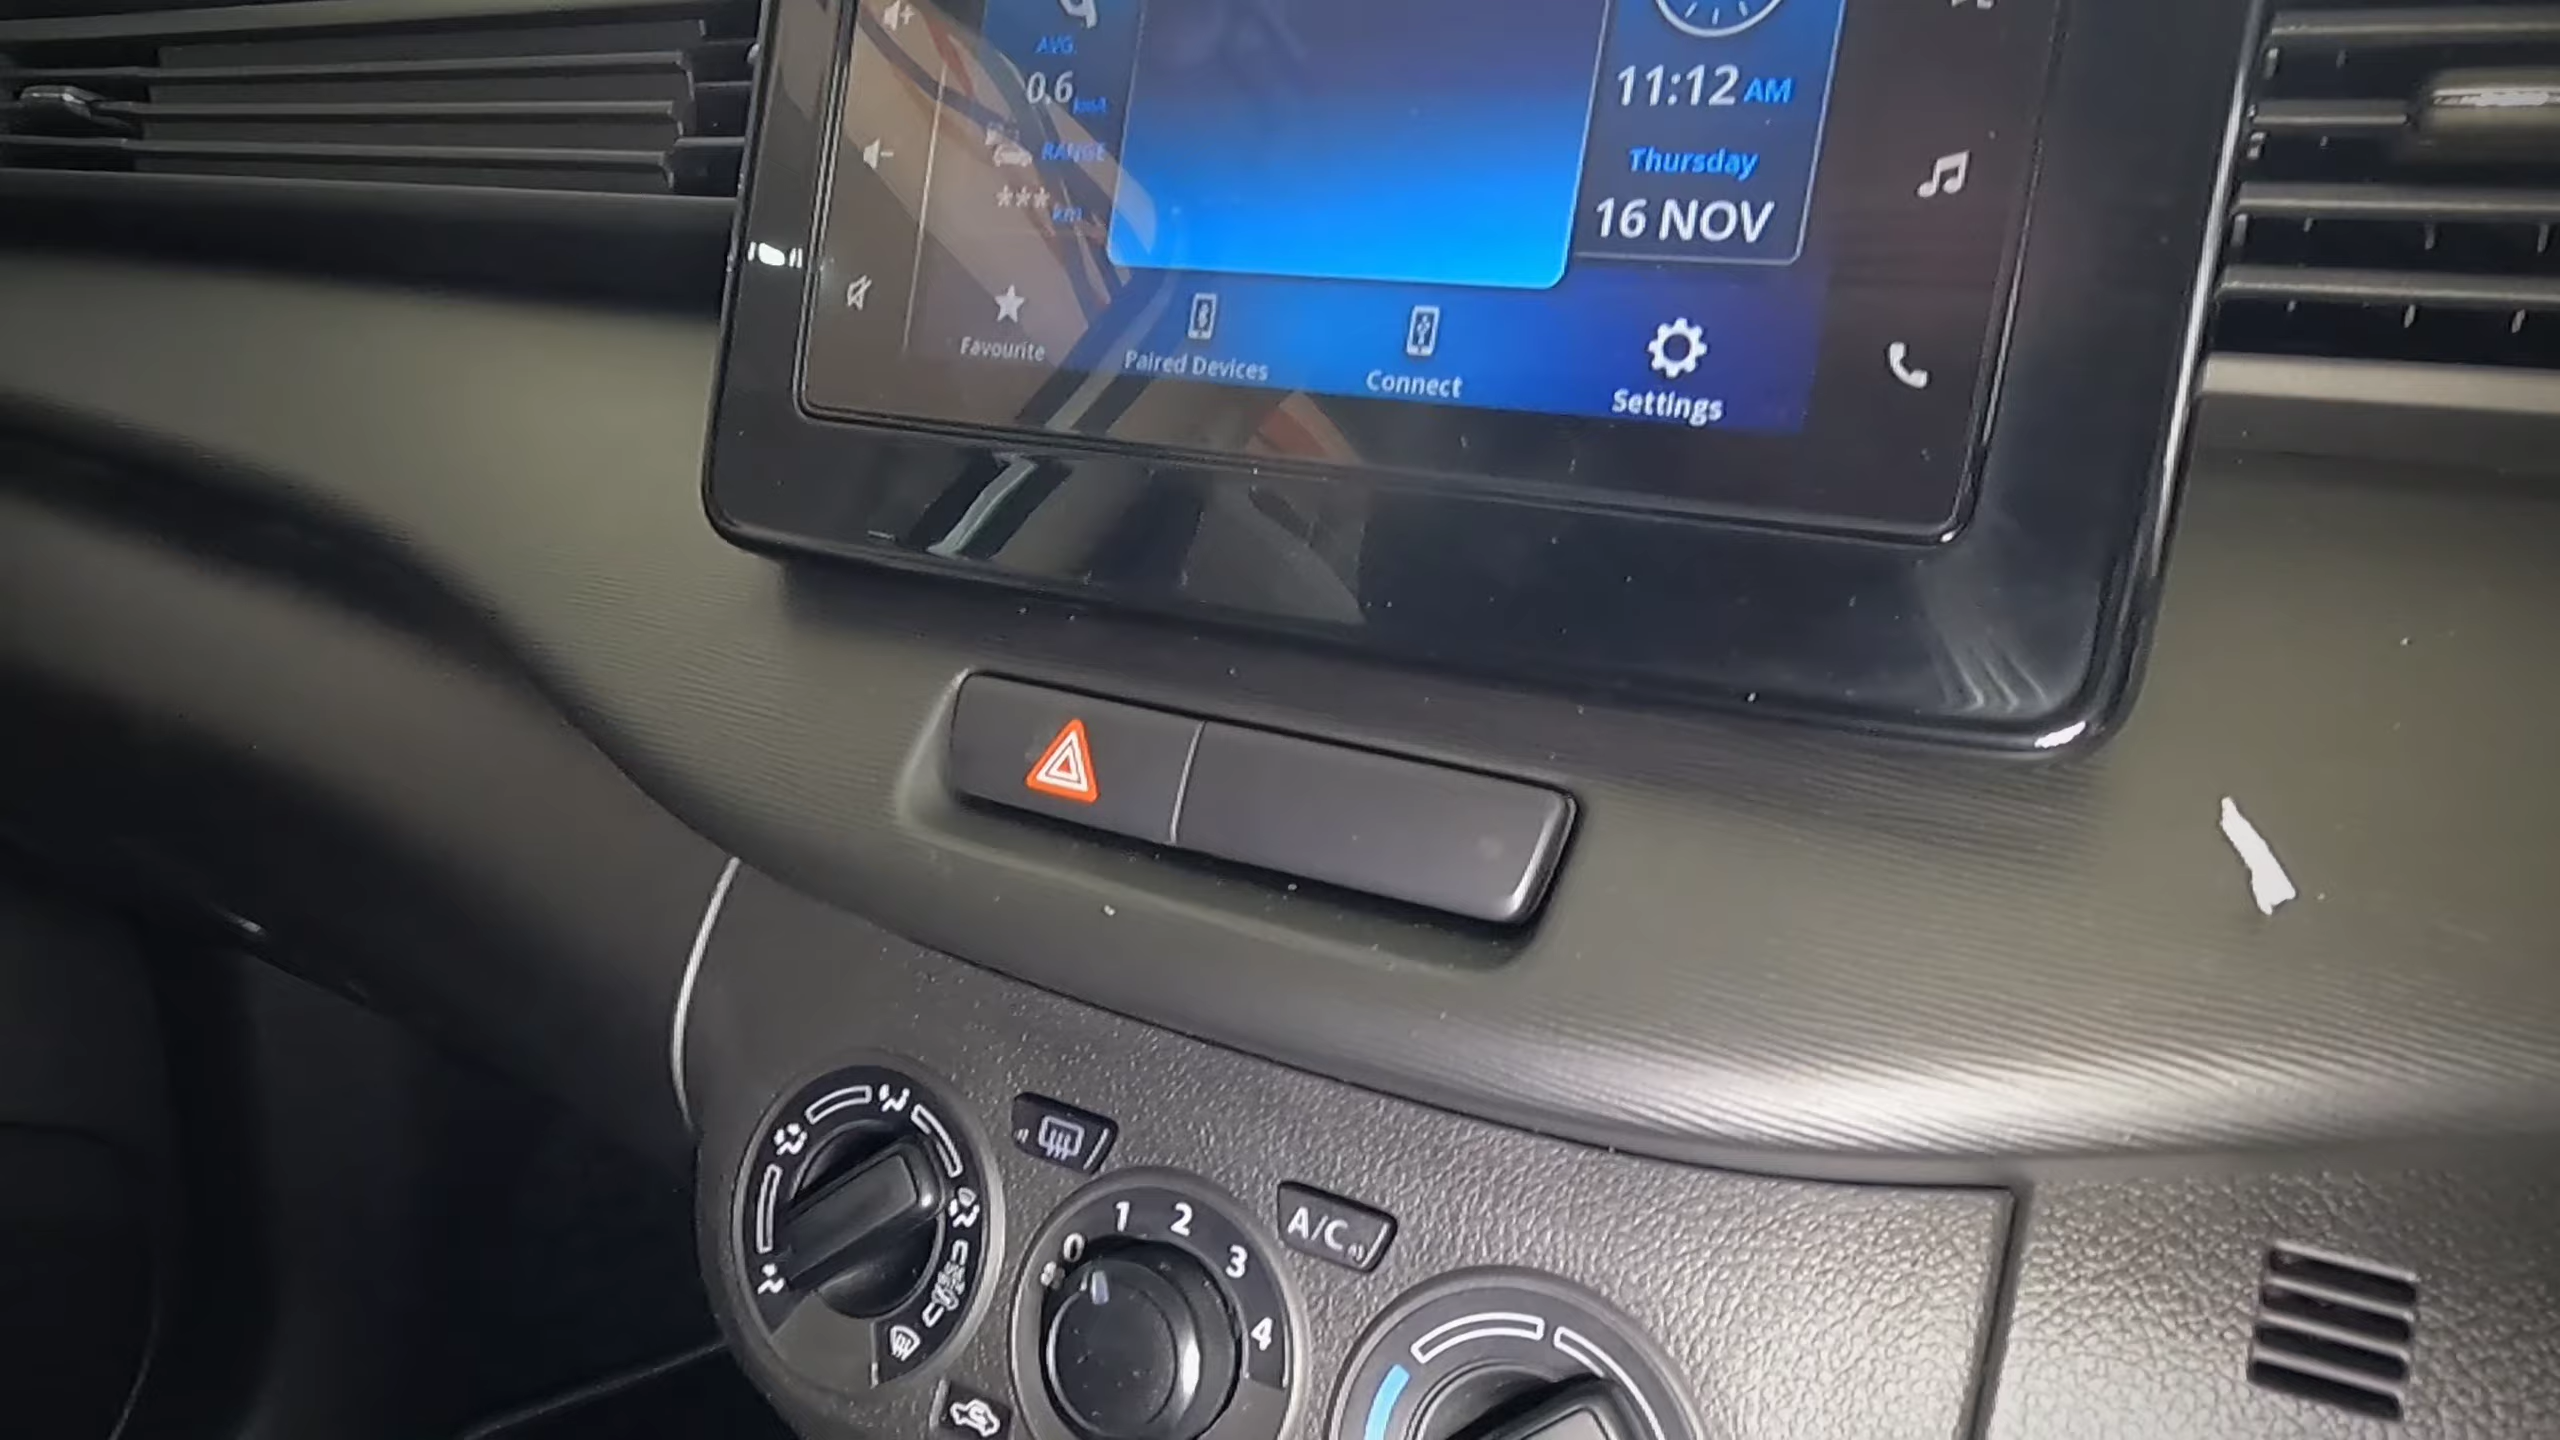 AVG.
0.6 km/l
RANGE
*** km
11:12 AM
Thursday
16 NOV
Favourite
Paired Devices
Connect
Settings
A/C
0 1 2 3 4